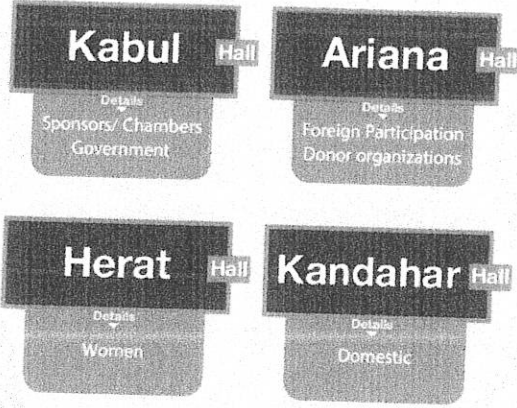 Kabul Hall
Details
Sponsors/ Chambers
Government
Ariana Hall
Details
Foreign Participation
Donor organizations
Herat Hall
Details
Women
Kandahar Hall
Details
Domestic